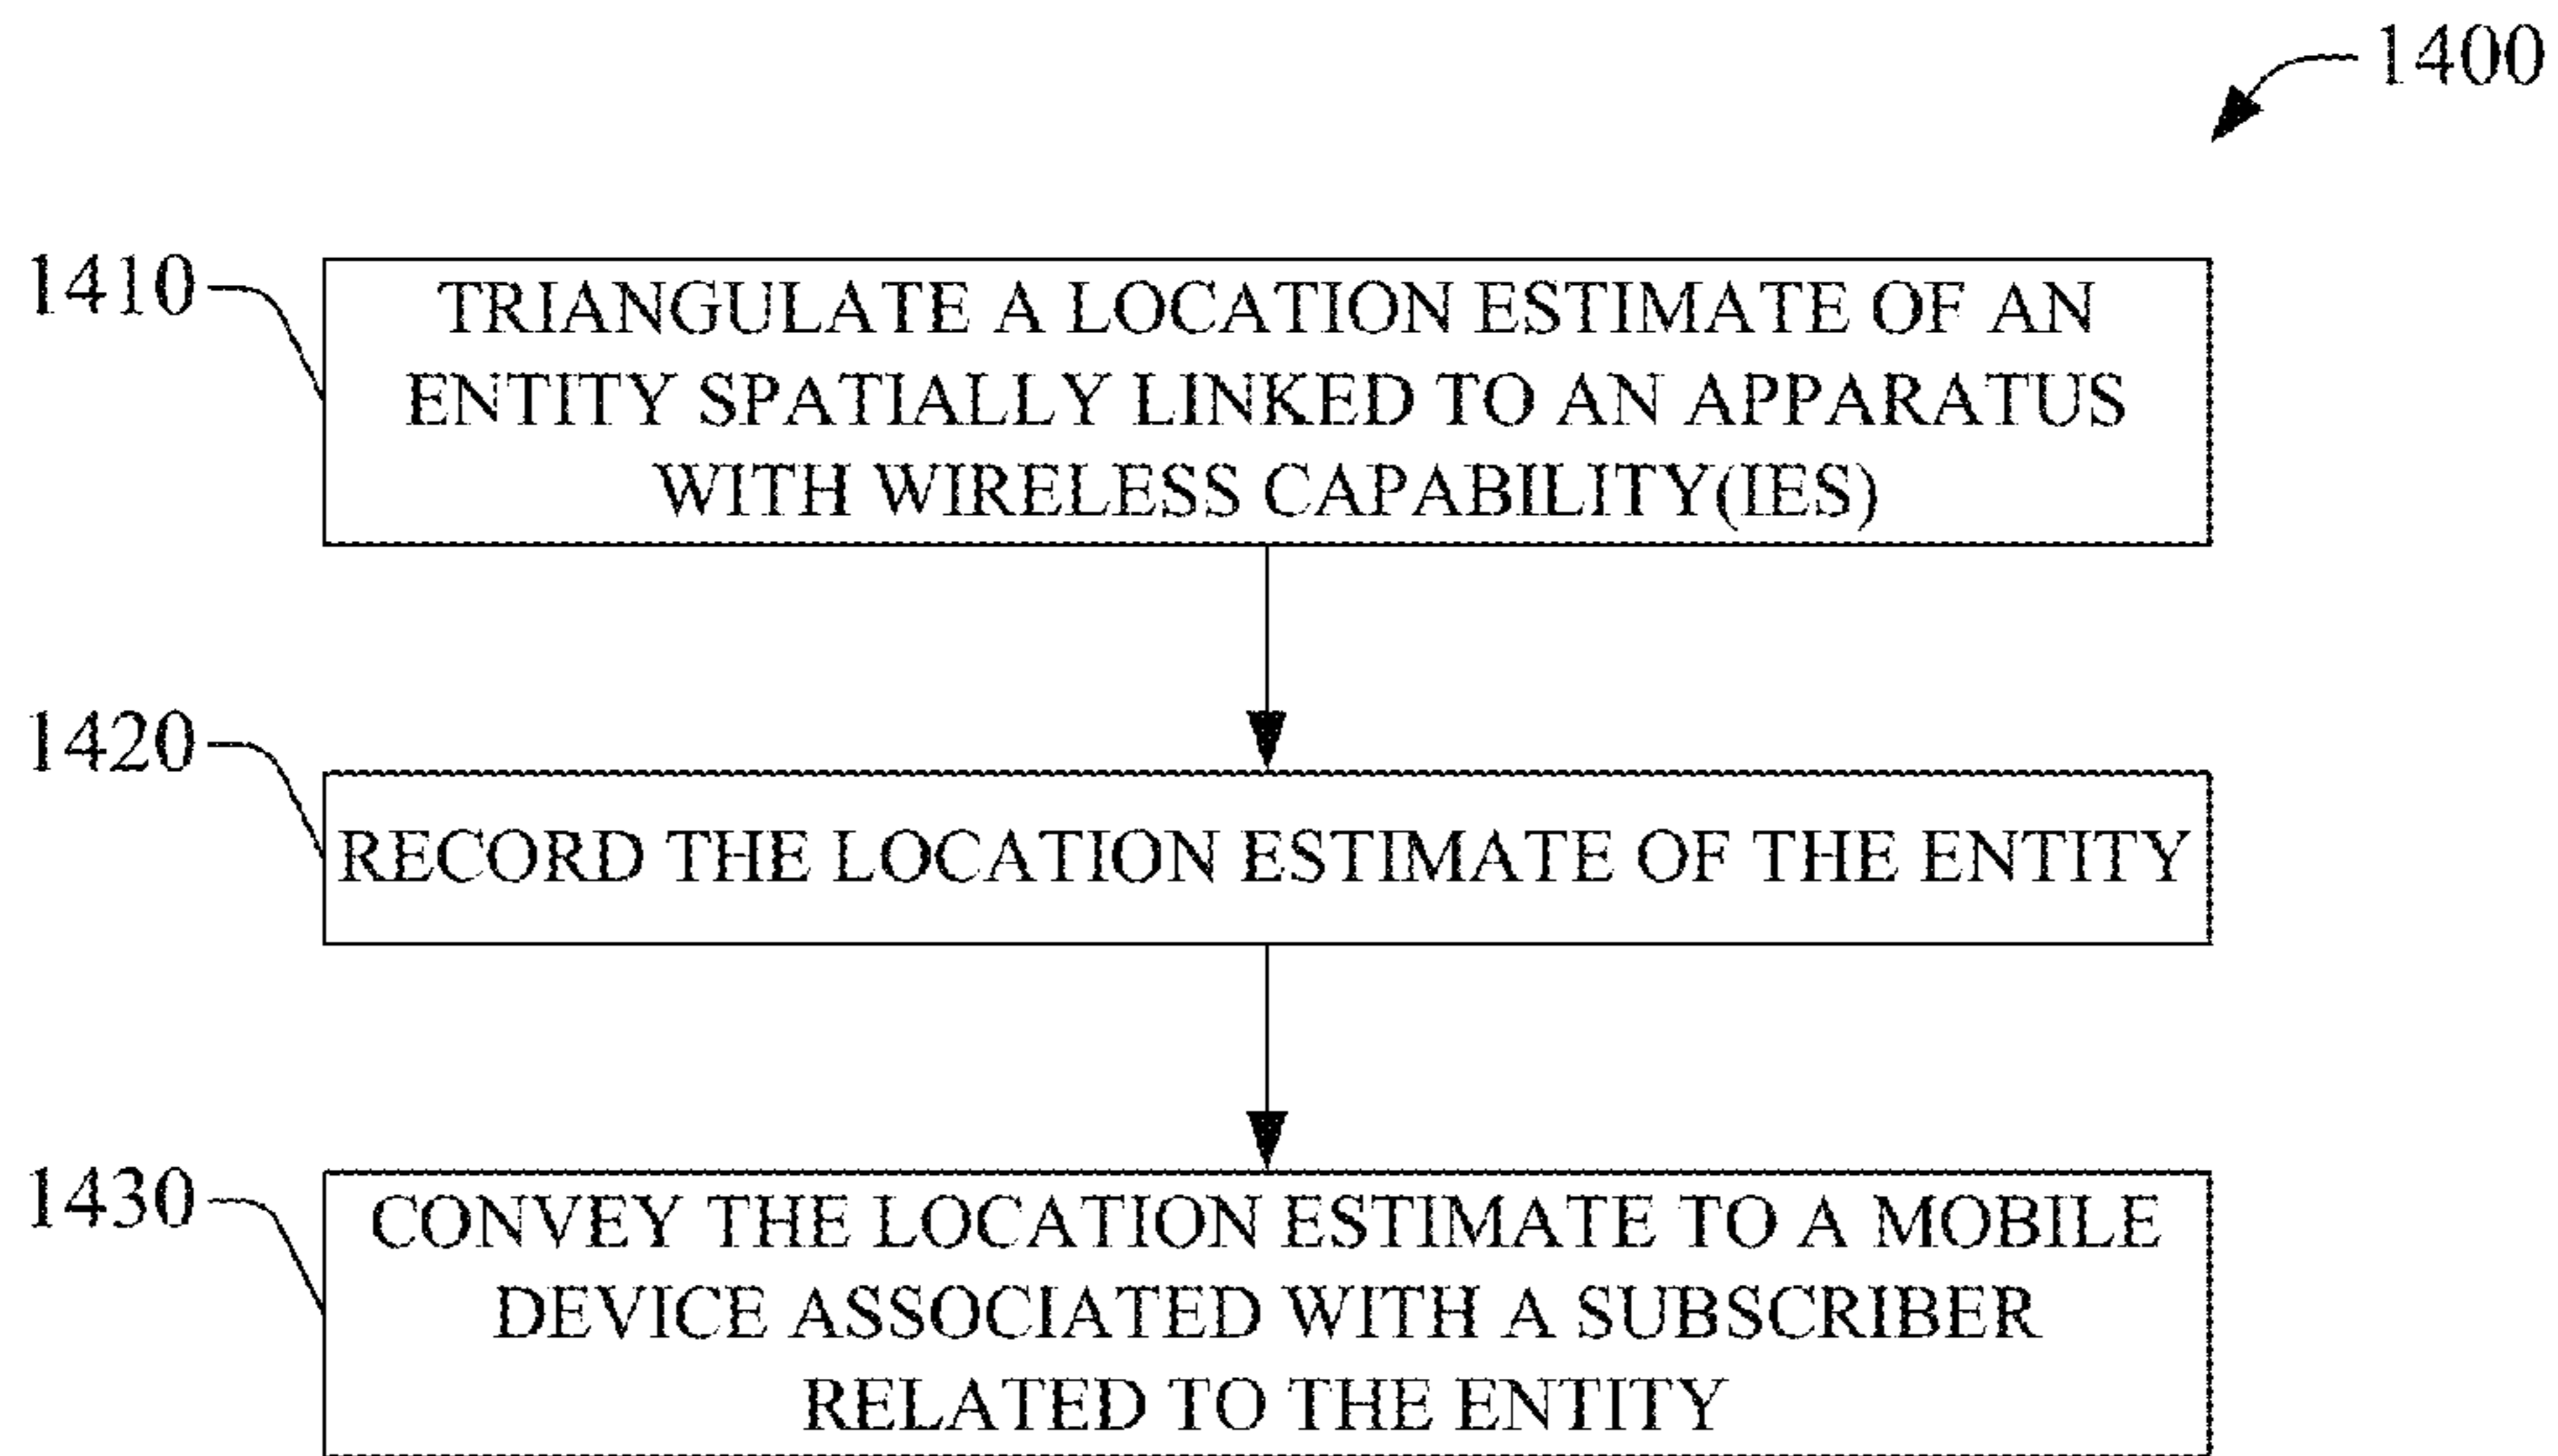 1400
1410
TRIANGULATE A LOCATION ESTIMATE OF AN
ENTITY SPATIALLY LINKED TO AN APPARATUS
WITH WIRELESS CAPABILITY(IES)
1420
RECORD THE LOCATION ESTIMATE OF THE ENTITY
1430
CONVEY THE LOCATION ESTIMATE TO A MOBILE
DEVICE ASSOCIATED WITH A SUBSCRIBER
RELATED TO THE ENTITY